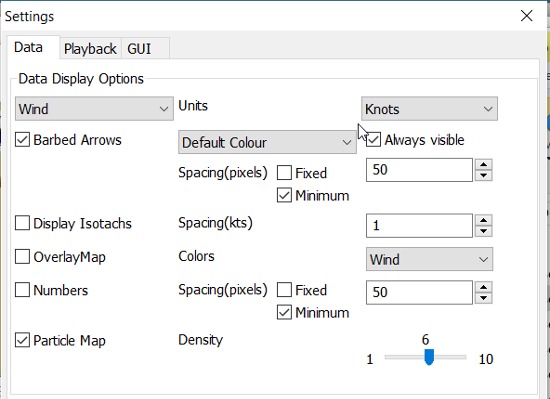 Settings
Data Playback GUI
Data Display Options
Wind Units Knots
Barbed Arrows Default Colour Always visible
Spacing(pixels) Fixed 50
Minimum
Display Isotachs Spacing(kts) 1
OverlayMap Colors Wind
Numbers Spacing(pixels) Fixed 50
Minimum
6
Particle Map Density 1 10